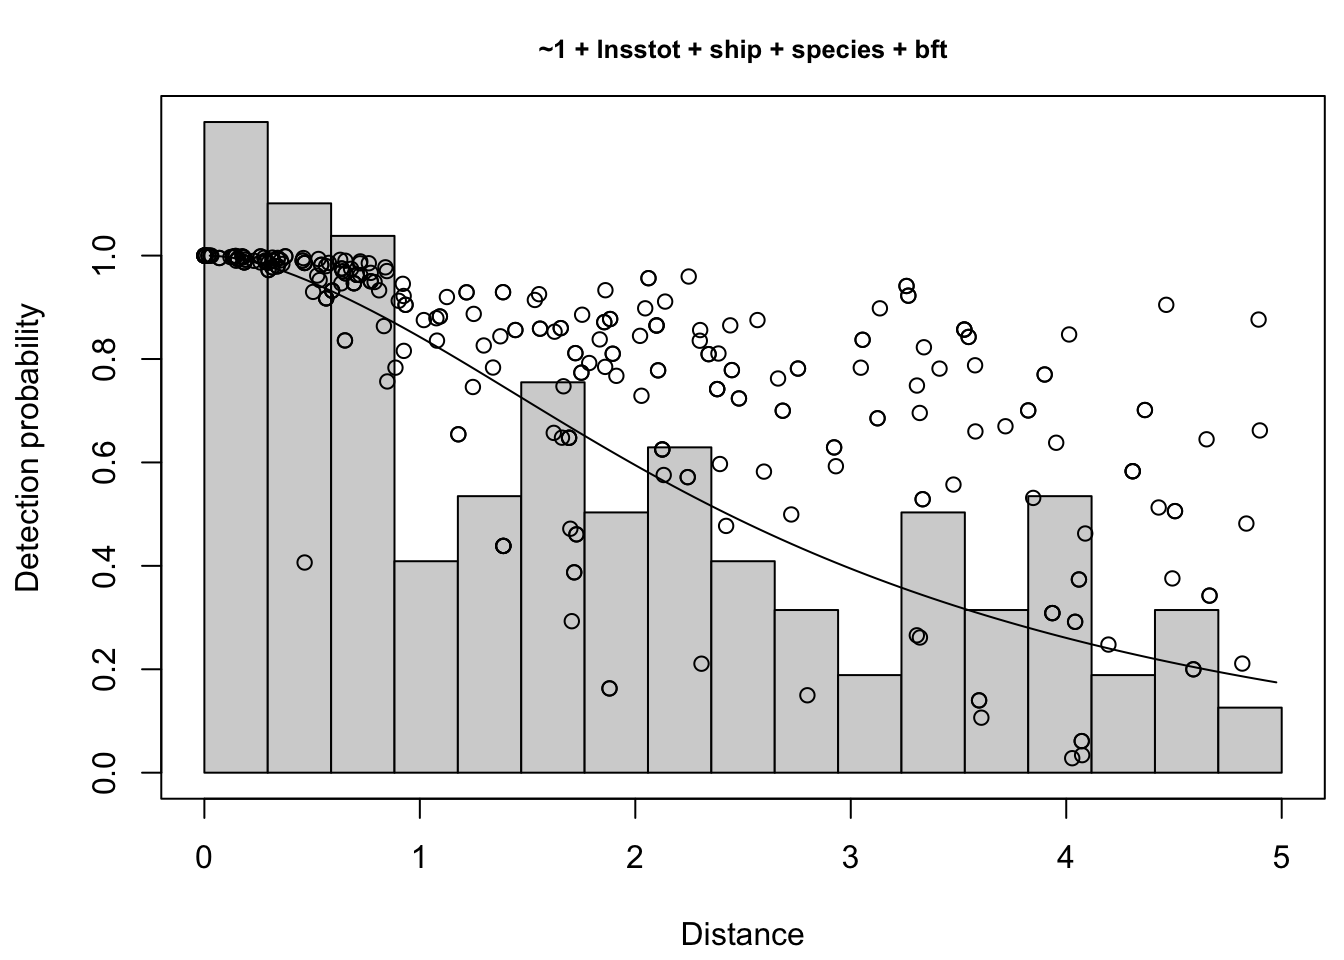 ~1 + lnsstot + ship + species + bft
Detection probability
1.0
0.8
0.6
0.4
0.2
0.0
0 1 2 3 4 5
Distance